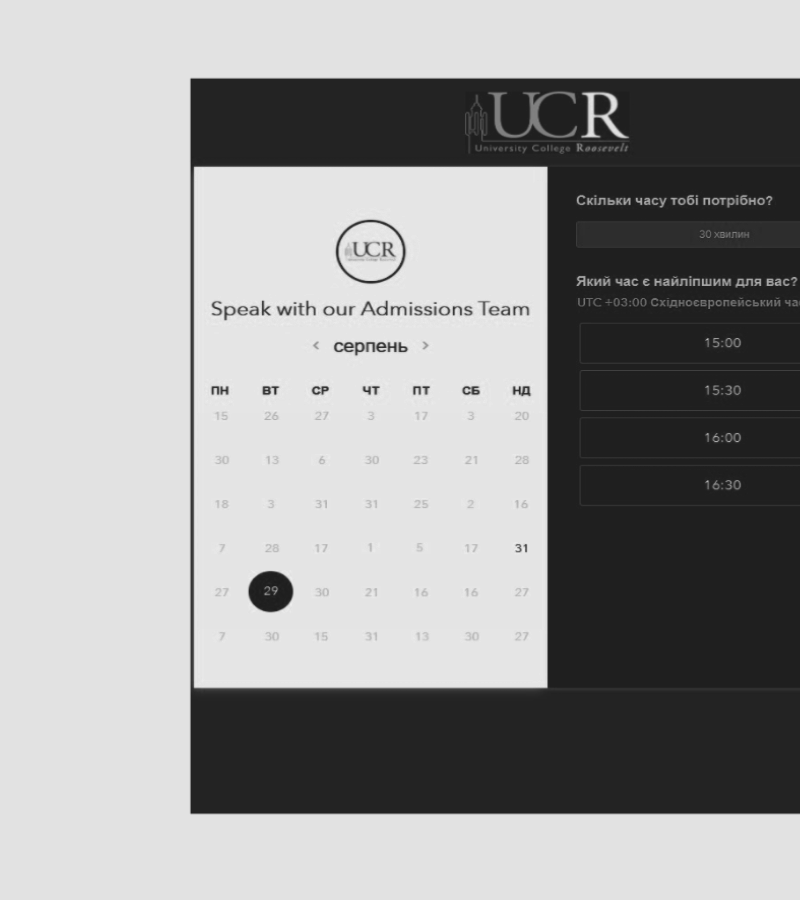 UCR
University College Roosevelt
UCR
Speak with our Admissions Team
< серпень >
ПН ВТ СР ЧТ ПТ СБ НД
15 26 27 3 17 3 20
30 13 6 30 23 21 28
18 3 31 31 25 2 16
7 28 17 1 5 17 31
27 29 30 21 16 16 27
7 30 15 31 13 30 27
Скільки часу тобі потрібно?
30 хвилин
Який час є найліпшим для вас?
UTC +03:00 Східноєвропейський час
15:00
15:30
16:00
16:30